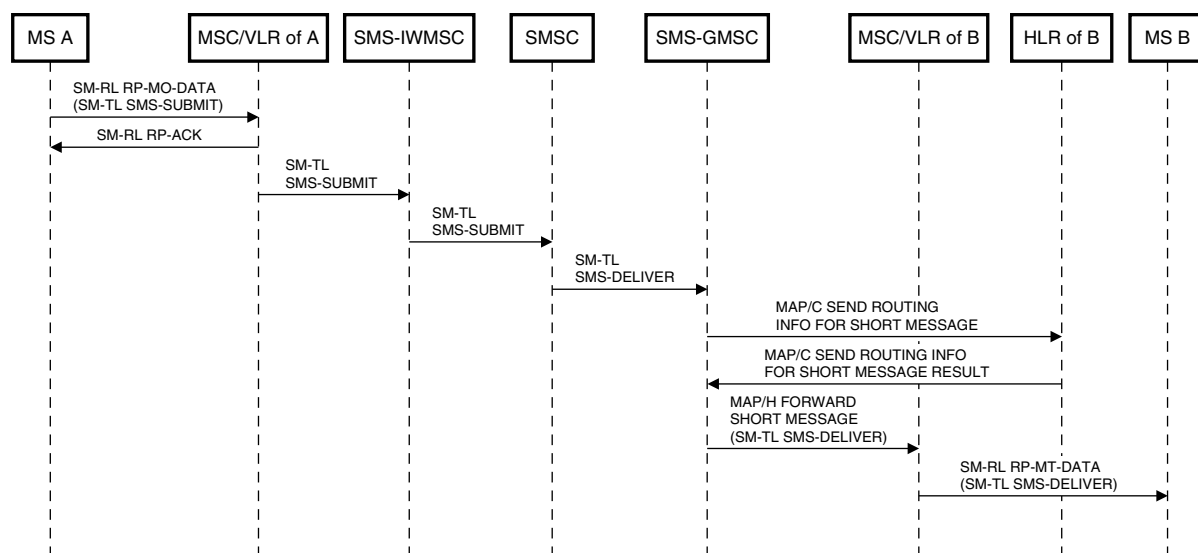 MS A
MSC/VLR of A
SMS-IWMSC
SMSC
SMS-GMSC
MSC/VLR of B
HLR of B
MS B
SM-RL RP-MO-DATA
(SM-TL SMS-SUBMIT)
SM-RL RP-ACK
SM-TL
SMS-SUBMIT
SM-TL
SMS-SUBMIT
SM-TL
SMS-DELIVER
MAP/C SEND ROUTING
INFO FOR SHORT MESSAGE
MAP/C SEND ROUTING INFO
FOR SHORT MESSAGE RESULT
MAP/H FORWARD
SHORT MESSAGE
(SM-TL SMS-DELIVER)
SM-RL RP-MT-DATA
(SM-TL SMS-DELIVER)